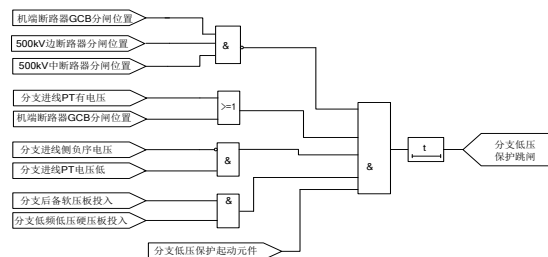 机端断路器GCB分闸位置
500kV边断路器分闸位置
500kV中断路器分闸位置
&
分支进线PT有电压
机端断路器GCB分闸位置
>=1
分支进线侧负序电压
分支进线PT电压低
&
分支后备软压板投入
分支低频低压硬压板投入
&
分支低压保护起动元件
&
t
分支低压
保护跳闸